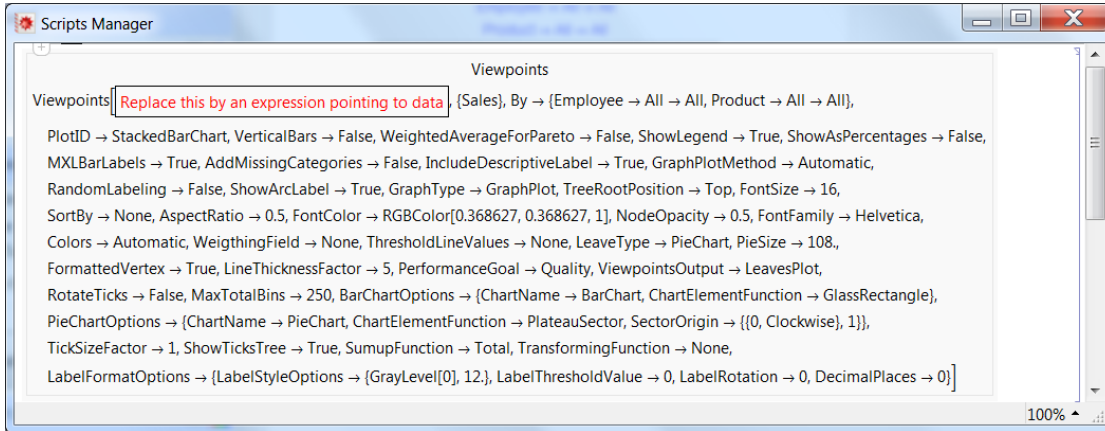 Employee → All → All
Product → All → All
Scripts Manager
Viewpoints
Viewpoints[Replace this by an expression pointing to data, {Sales}, By → {Employee → All → All, Product → All → All},
PlotID → StackedBarChart, VerticalBars → False, WeightedAverageForPareto → False, ShowLegend → True, ShowAsPercentages → False,
MXLBarLabels → True, AddMissingCategories → False, IncludeDescriptiveLabel → True, GraphPlotMethod → Automatic,
RandomLabeling → False, ShowArcLabel → True, GraphType → GraphPlot, TreeRootPosition → Top, FontSize → 16,
SortBy → None, AspectRatio → 0.5, FontColor → RGBColor[0.368627, 0.368627, 1], NodeOpacity → 0.5, FontFamily → Helvetica,
Colors → Automatic, WeigthingField → None, ThresholdLineValues → None, LeaveType → PieChart, PieSize → 108.,
FormattedVertex → True, LineThicknessFactor → 5, PerformanceGoal → Quality, ViewpointsOutput → LeavesPlot,
RotateTicks → False, MaxTotalBins → 250, BarChartOptions → {ChartName → BarChart, ChartElementFunction → GlassRectangle},
PieChartOptions → {ChartName → PieChart, ChartElementFunction → PlateauSector, SectorOrigin → {{0, Clockwise}, 1}},
TickSizeFactor → 1, ShowTicksTree → True, SumupFunction → Total, TransformingFunction → None,
LabelFormatOptions → {LabelStyleOptions → {GrayLevel[0], 12.}, LabelThresholdValue → 0, LabelRotation → 0, DecimalPlaces → 0}]
100%